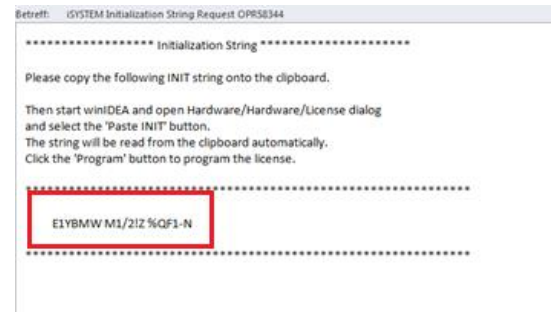 Betreff: iSYSTEM Initialization String Request OPR58344
****************** Initialization String *********************
Please copy the following INIT string onto the clipboard.
Then start winIDEA and open Hardware/Hardware/License dialog
and select the 'Paste INIT' button.
The string will be read from the clipboard automatically.
Click the 'Program' button to program the license.
***************************************************************
E1YBMW M1/2!Z %QF1-N
***************************************************************